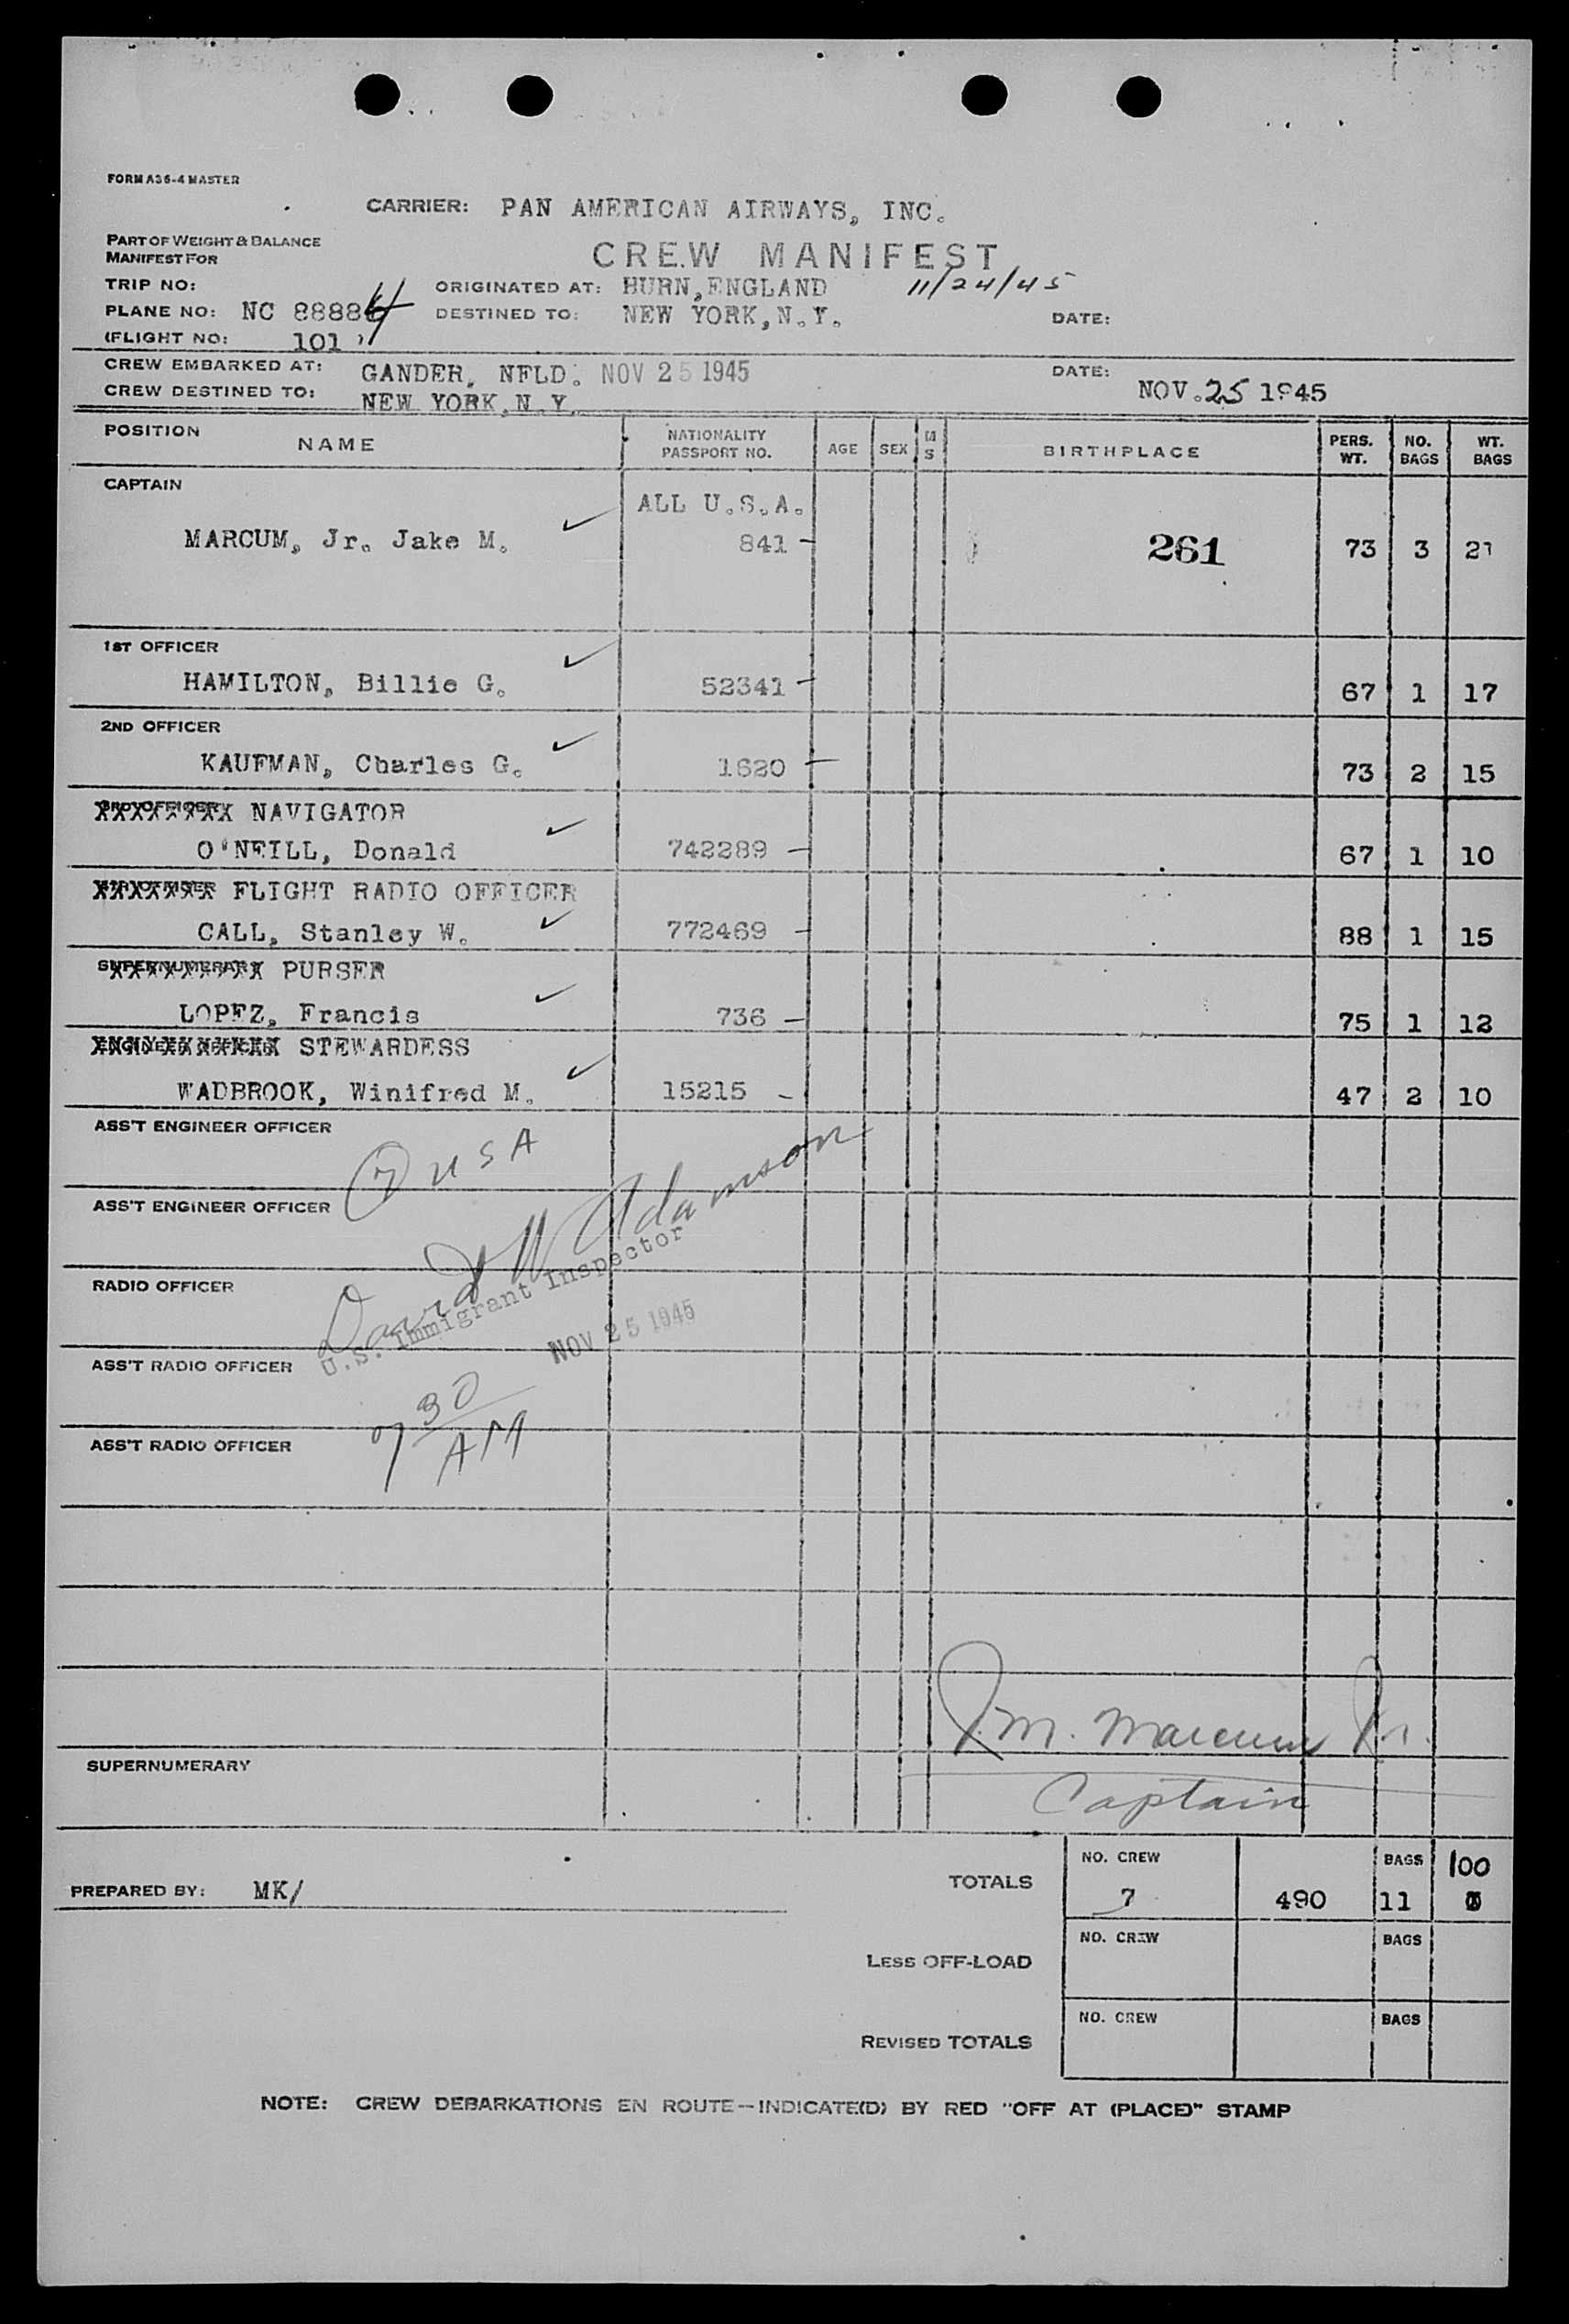 FORM A36-4 MASTER
CARRIER: PAN AMERICAN AIRWAYS, INC.
PART OF WEIGHT & BALANCE
MANIFEST FOR
CREW MANIFEST
TRIP NO: ORIGINATED AT: HURN, ENGLAND 11/24/45
PLANE NO: NC 88884 DESTINED TO: NEW YORK, N.Y. DATE:
(FLIGHT NO: 101 )
CREW EMBARKED AT: GANDER, NFLD. NOV 25 1945 DATE: NOV. 25 1945
CREW DESTINED TO: NEW YORK, N.Y.
POSITION NAME NATIONALITY PASSPORT NO. AGE SEX M S BIRTHPLACE PERS. WT. NO. BAGS WT. BAGS
CAPTAIN ALL U.S.A.
MARCUM, Jr. Jake M. ✓ 841 – 261 73 3 21
1ST OFFICER
HAMILTON, Billie G. ✓ 52341 – 67 1 17
2ND OFFICER
KAUFMAN, Charles G. ✓ 1620 – 73 2 15
NAVIGATOR
O'NEILL, Donald ✓ 742289 – 67 1 10
FLIGHT RADIO OFFICER
CALL, Stanley W. ✓ 772469 – 88 1 15
SUPERNUMERARY PURSER
LOPEZ, Francis ✓ 736 – 75 1 12
STEWARDESS
WADBROOK, Winifred M. ✓ 15215 – 47 2 10
ASS'T ENGINEER OFFICER
7 USA
ASS'T ENGINEER OFFICER
David W Adamson
U.S. Immigrant Inspector
RADIO OFFICER
NOV 25 1945
ASS'T RADIO OFFICER
7 30 AM
ASS'T RADIO OFFICER
J.M. Marcum Jr.
SUPERNUMERARY
Captain
PREPARED BY: MK/
TOTALS NO. CREW 7 490 BAGS 11 100
LESS OFF-LOAD NO. CREW BAGS
REVISED TOTALS NO. CREW BAGS
NOTE: CREW DEBARKATIONS EN ROUTE—INDICATE(D) BY RED "OFF AT (PLACE)" STAMP